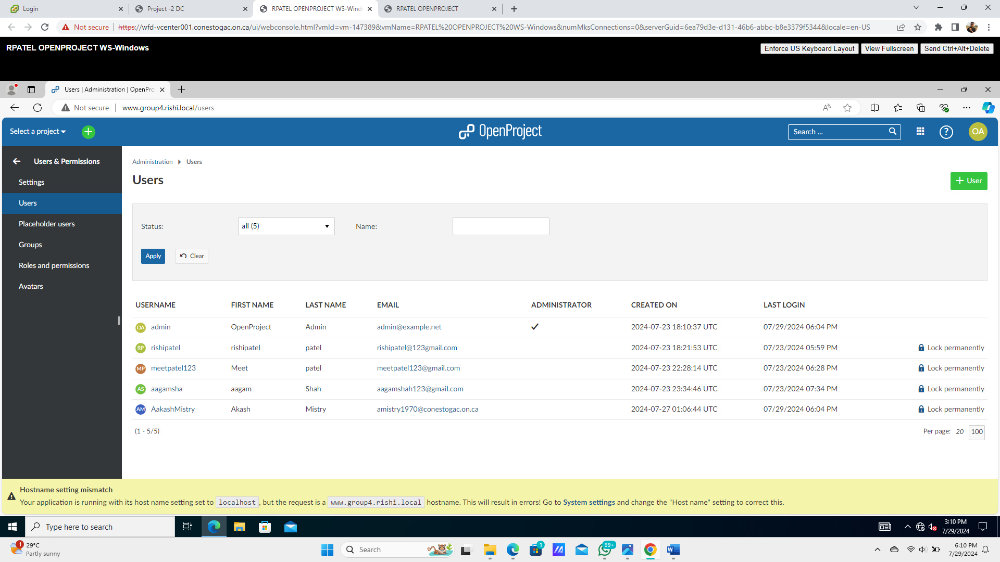 Login
Project -2 DC
RPATEL OPENPROJECT WS-Wind
RPATEL OPENPROJECT
Not secure
https://wfd-vcenter001.conestogac.on.ca/ui/webconsole.html?vmId=vm-147389&vmName=RPATEL%20OPENPROJECT%20WS-Windows&numMksConnections=0&serverGuid=6ea79d3e-d131-46b6-abbc-b8e3379f5344&locale=en-US
RPATEL OPENPROJECT WS-Windows
Enforce US Keyboard Layout View Fullscreen Send Ctrl+Alt+Delete
Users | Administration | OpenPro
Not secure www.group4.rishi.local/users
Select a project
OpenProject
Search ...
OA
Users & Permissions
Settings
Users
Placeholder users
Groups
Roles and permissions
Avatars
Administration Users
Users
+ User
Status: all (5) Name:
Apply Clear
USERNAME FIRST NAME LAST NAME EMAIL ADMINISTRATOR CREATED ON LAST LOGIN
OA admin OpenProject Admin admin@example.net ✓ 2024-07-23 18:10:37 UTC 07/29/2024 06:04 PM
RP rishipatel rishipatel patel rishipatel@123gmail.com 2024-07-23 18:21:53 UTC 07/23/2024 05:59 PM Lock permanently
MP meetpatel123 Meet patel meetpatel123@gmail.com 2024-07-23 22:28:14 UTC 07/23/2024 06:28 PM Lock permanently
AS aagamsha aagam Shah aagamshah123@gmail.com 2024-07-23 23:34:46 UTC 07/23/2024 07:34 PM Lock permanently
AM AakashMistry Akash Mistry amistry1970@conestogac.on.ca 2024-07-27 01:06:44 UTC 07/29/2024 06:04 PM Lock permanently
(1 - 5/5)
Per page: 20 100
Hostname setting mismatch
Your application is running with its host name setting set to localhost, but the request is a www.group4.rishi.local hostname. This will result in errors! Go to System settings and change the "Host name" setting to correct this.
Type here to search
3:10 PM
7/29/2024
1
29°C
Partly sunny
Search
1
99+
6:10 PM
7/29/2024